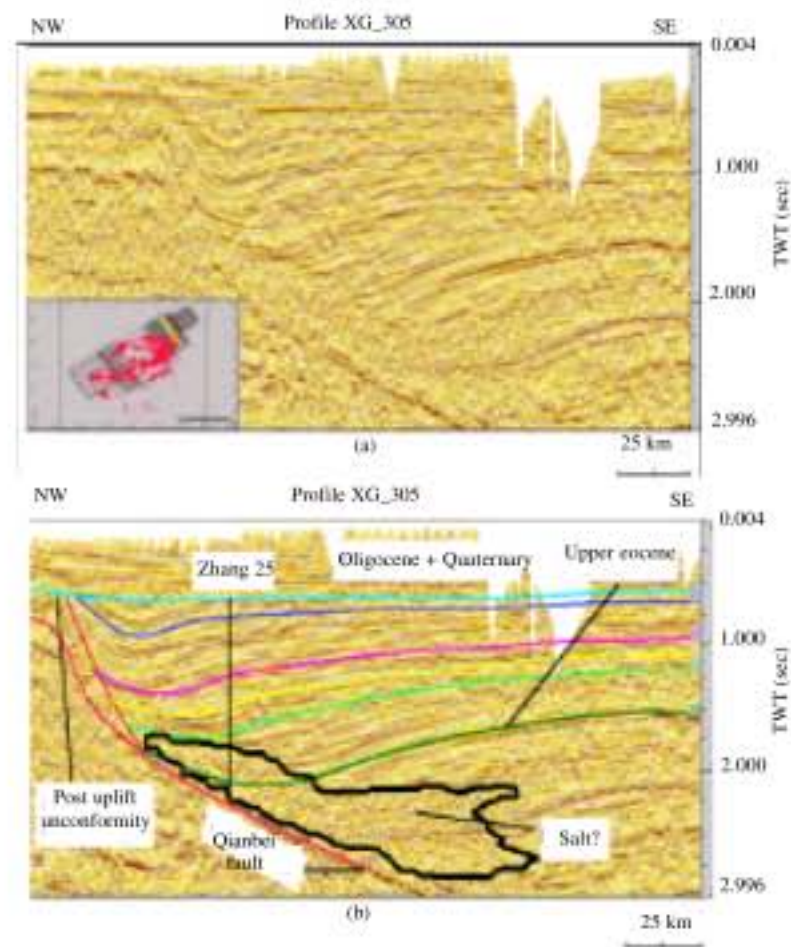 NW Profile XG_305 SE
0.004
1.000
TWT (sec)
2.000
2.996
(a)
25 km
NW Profile XG_305 SE
0.004
Zhang 25
Oligocene + Quaternary
Upper eocene
1.000
TWT (sec)
2.000
Post uplift
unconformity
Qianbei
fault
Salt?
2.996
(b)
25 km